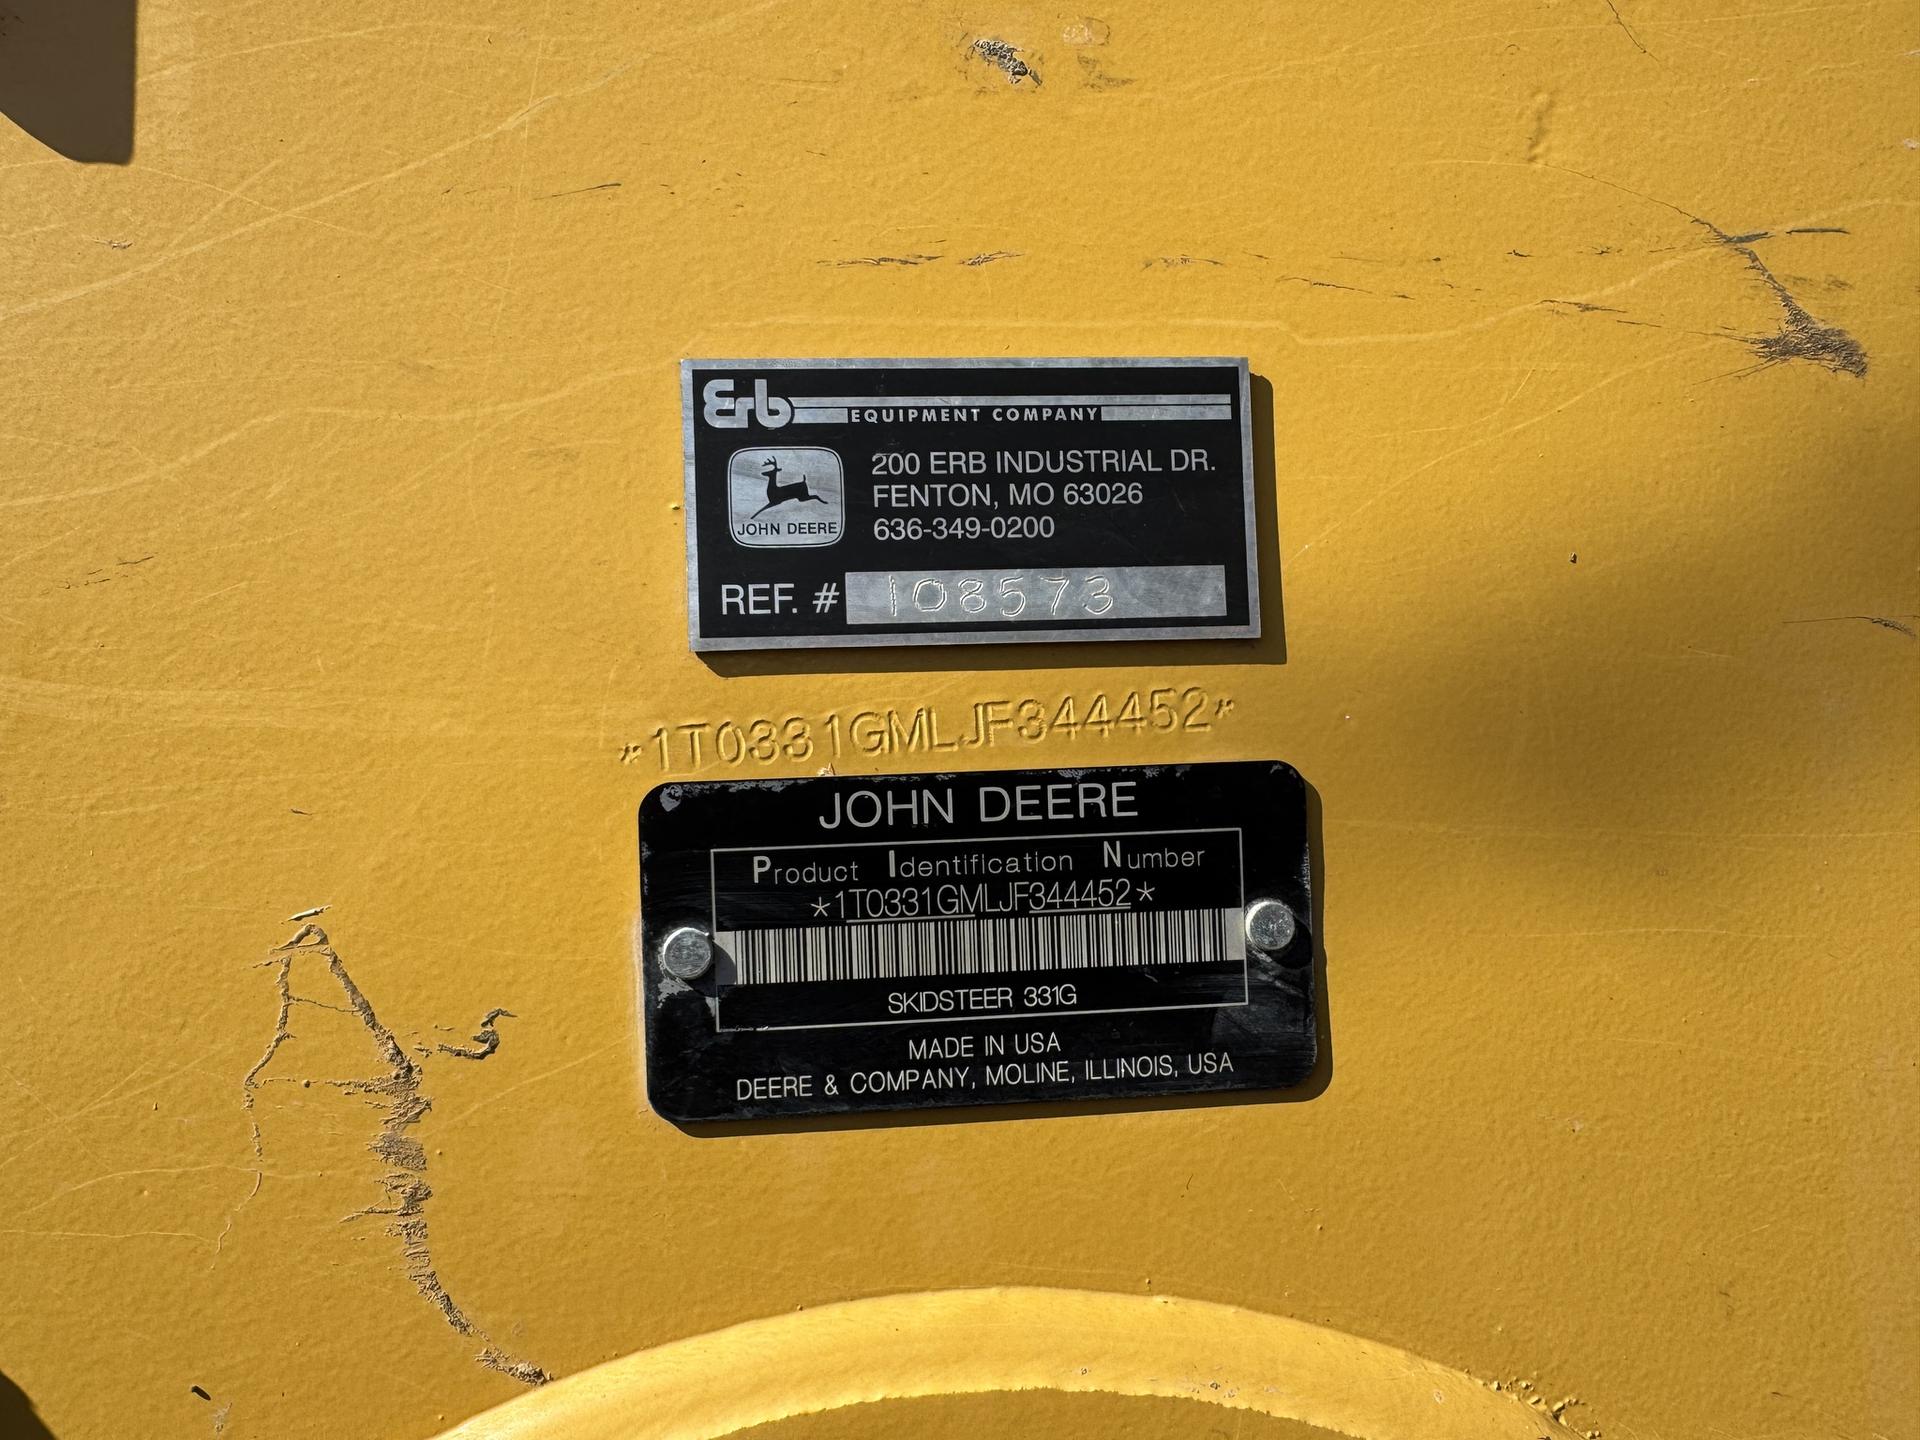 Erb EQUIPMENT COMPANY
JOHN DEERE
200 ERB INDUSTRIAL DR.
FENTON, MO 63026
636-349-0200
REF. # 108573
*1T0331GMLJF344452*
JOHN DEERE
Product Identification Number
*1T0331GMLJF344452*
SKIDSTEER 331G
MADE IN USA
DEERE & COMPANY, MOLINE, ILLINOIS, USA